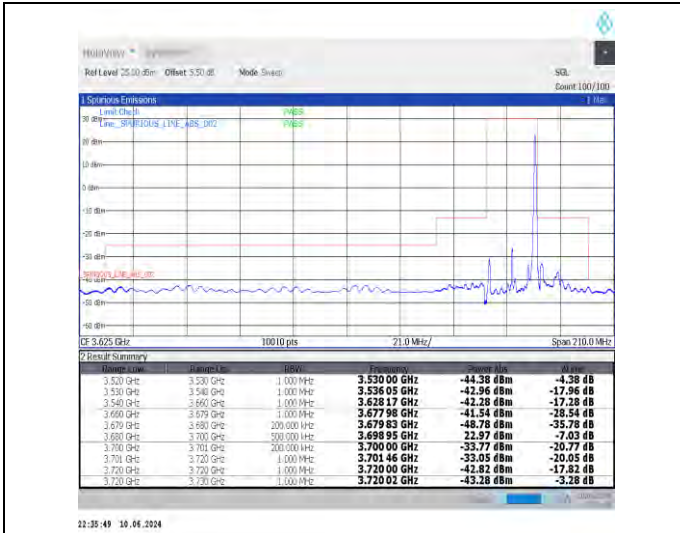 MultiView
Ref Level 25.00 dBm Offset 3.50 dB Mode Sweep SGL
Count 100/100
1 Spurious Emissions
Limit Check PASS
Line _SPURIOUS_LINE_ABS_002 PASS
30 dBm
20 dBm
10 dBm
0 dBm
-10 dBm
-20 dBm
-30 dBm
-40 dBm
-50 dBm
-60 dBm
CF 3.625 GHz 10010 pts 21.0 MHz/ Span 210.0 MHz
2 Result Summary
Range Low Range Up RBW Frequency Power Abs ΔLimit
3.520 GHz 3.530 GHz 1.000 MHz 3.530 00 GHz -44.38 dBm -4.38 dB
3.530 GHz 3.540 GHz 1.000 MHz 3.536 05 GHz -42.96 dBm -17.96 dB
3.540 GHz 3.660 GHz 1.000 MHz 3.628 17 GHz -42.28 dBm -17.28 dB
3.660 GHz 3.679 GHz 1.000 MHz 3.677 98 GHz -41.54 dBm -28.54 dB
3.679 GHz 3.680 GHz 200.000 kHz 3.679 83 GHz -48.78 dBm -35.78 dB
3.680 GHz 3.700 GHz 500.000 kHz 3.698 95 GHz 22.97 dBm -7.03 dB
3.700 GHz 3.701 GHz 200.000 kHz 3.700 00 GHz -33.77 dBm -20.77 dB
3.701 GHz 3.720 GHz 1.000 MHz 3.701 46 GHz -33.05 dBm -20.05 dB
3.720 GHz 3.720 GHz 1.000 MHz 3.720 00 GHz -42.82 dBm -17.82 dB
3.720 GHz 3.730 GHz 1.000 MHz 3.720 02 GHz -43.28 dBm -3.28 dB
22:35:49 10.06.2024